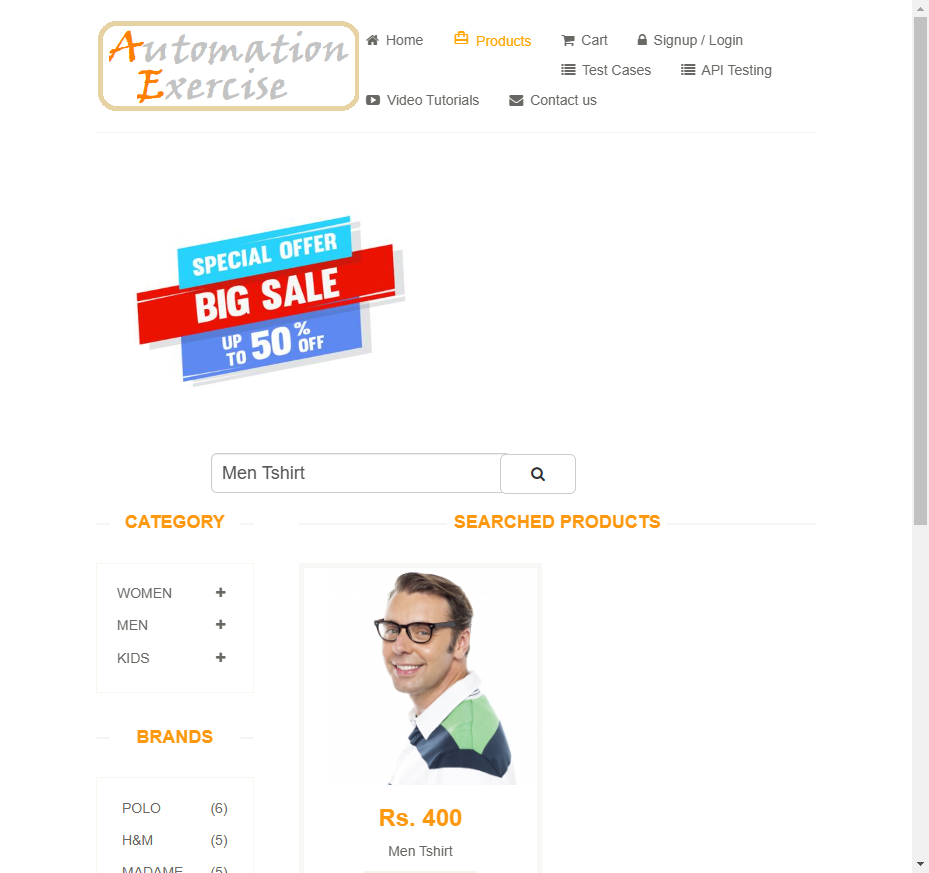 Automation
Exercise
Home
Products
Cart
Signup / Login
Test Cases
API Testing
Video Tutorials
Contact us
SPECIAL OFFER
BIG SALE
UP TO 50% OFF
Men Tshirt
CATEGORY
WOMEN
MEN
KIDS
BRANDS
POLO (6)
H&M (5)
MADAME (5)
SEARCHED PRODUCTS
Rs. 400
Men Tshirt